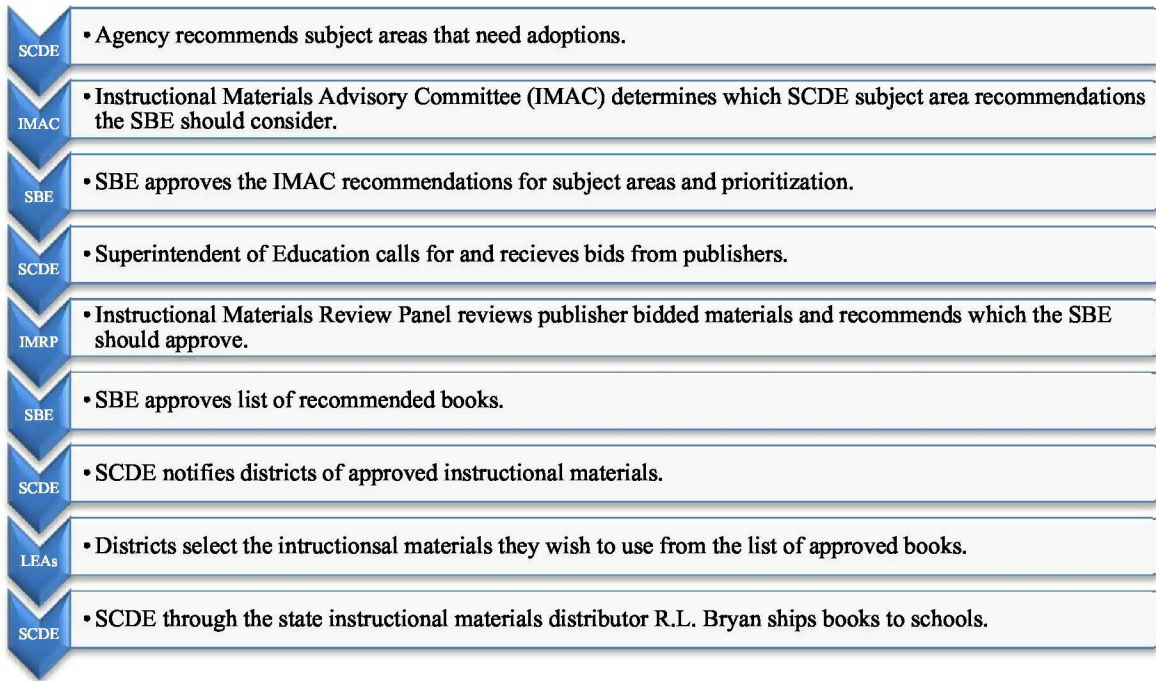 SCDE
• Agency recommends subject areas that need adoptions.
IMAC
• Instructional Materials Advisory Committee (IMAC) determines which SCDE subject area recommendations
the SBE should consider.
SBE
• SBE approves the IMAC recommendations for subject areas and prioritization.
SCDE
• Superintendent of Education calls for and recieves bids from publishers.
IMRP
• Instructional Materials Review Panel reviews publisher bidded materials and recommends which the SBE
should approve.
SBE
• SBE approves list of recommended books.
SCDE
• SCDE notifies districts of approved instructional materials.
LEAs
• Districts select the intructionsal materials they wish to use from the list of approved books.
SCDE
• SCDE through the state instructional materials distributor R.L. Bryan ships books to schools.